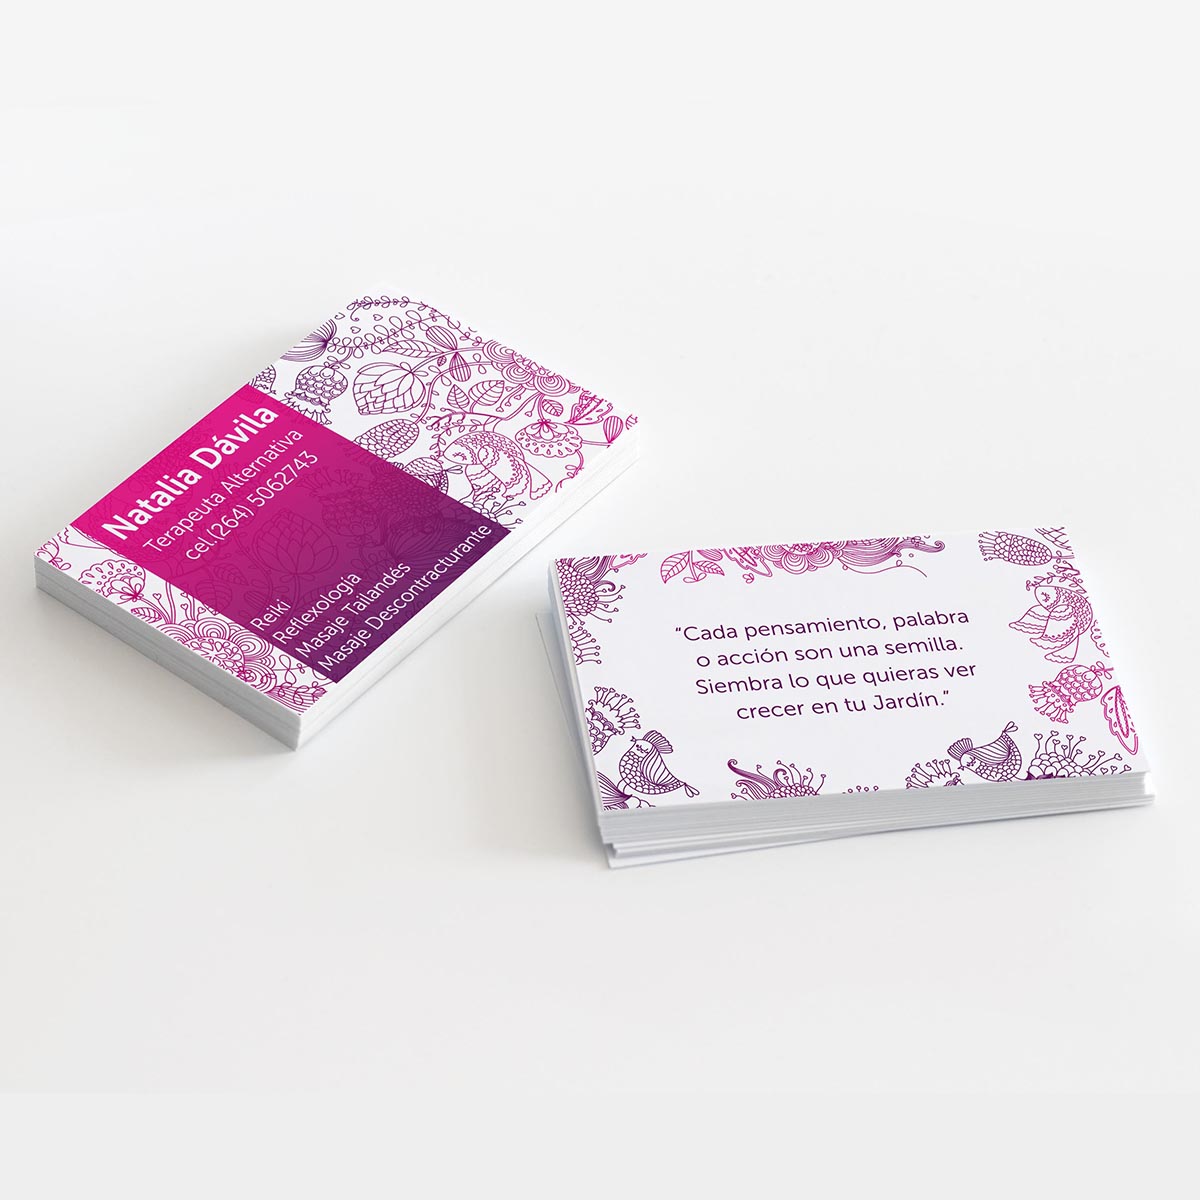 Natalia Dávila
Terapeuta Alternativa
cel.(264) 5062743
Reiki
Reflexología
Masaje Tailandés
Masaje Descontracturante
“Cada pensamiento, palabra
o acción son una semilla.
Siembra lo que quieras ver
crecer en tu Jardín.”